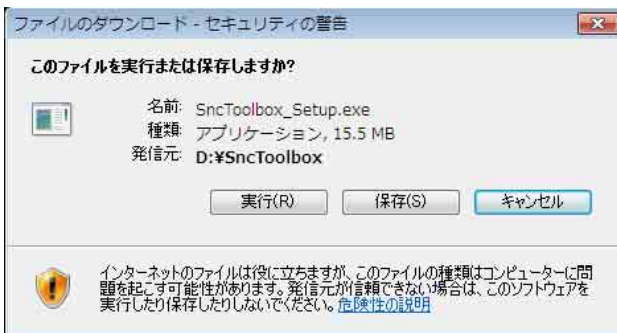 ファイルのダウンロード - セキュリティの警告
このファイルを実行または保存しますか?
名前: SncToolbox_Setup.exe
種類: アプリケーション, 15.5 MB
発信元: D:¥SncToolbox
実行(R) 保存(S) キャンセル
インターネットのファイルは役に立ちますが、このファイルの種類はコンピューターに問
題を起こす可能性があります。発信元が信頼できない場合は、このソフトウェアを
実行したり保存したりしないでください。危険性の説明